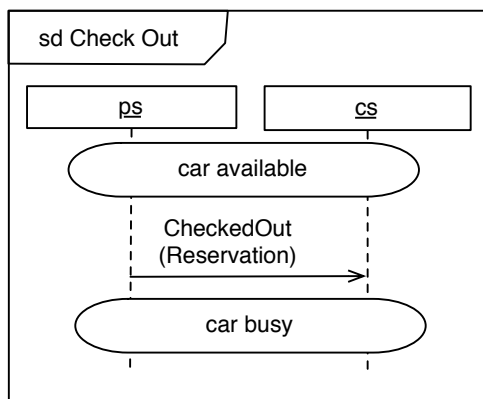 sd Check Out
ps
cs
car available
CheckedOut
(Reservation)
car busy